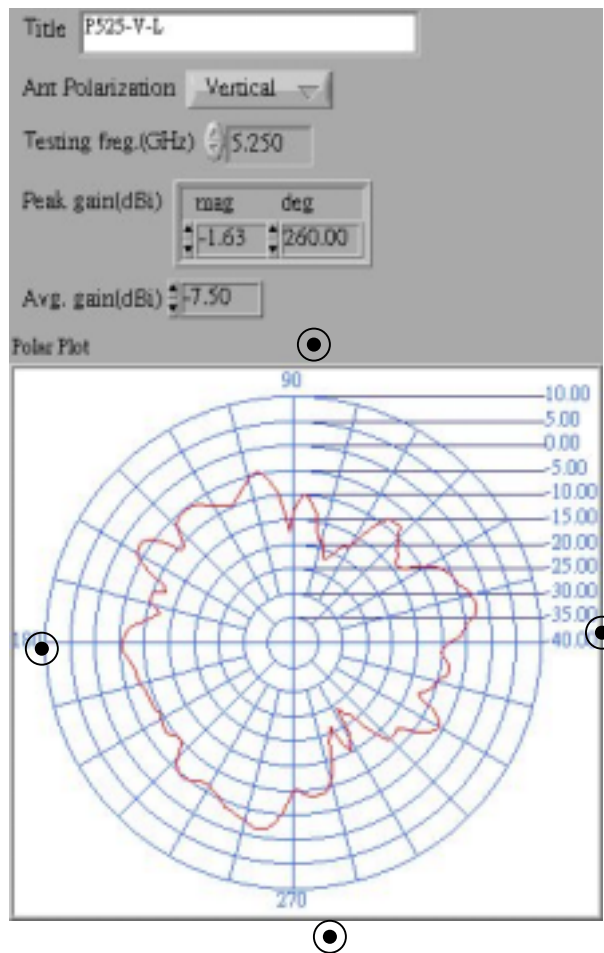 Title P525-V-L
Ant Polarization Vertical
Testing freq.(GHz) 5.250
Peak gain(dBi) mag deg
-1.63 260.00
Avg. gain(dBi) -7.50
Polar Plot
90
10.00
5.00
0.00
-5.00
-10.00
-15.00
-20.00
-25.00
-30.00
-35.00
-40.00
270